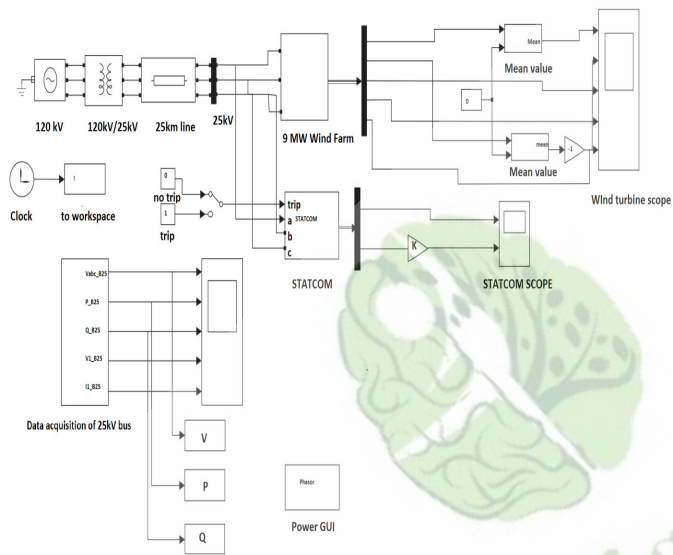 Mean
Mean value
0
mean
-1
Mean value
WInd turbine scope
120 kV
120kV/25kV
25km line
25kV
9 MW Wind Farm
Clock
to workspace
0
no trip
1
trip
trip
a STATCOM
b
c
STATCOM
K
STATCOM SCOPE
Vabc_B25
P_B25
Q_B25
V1_B25
I1_B25
Data acquisition of 25kV bus
V
P
Q
Phasor
Power GUI